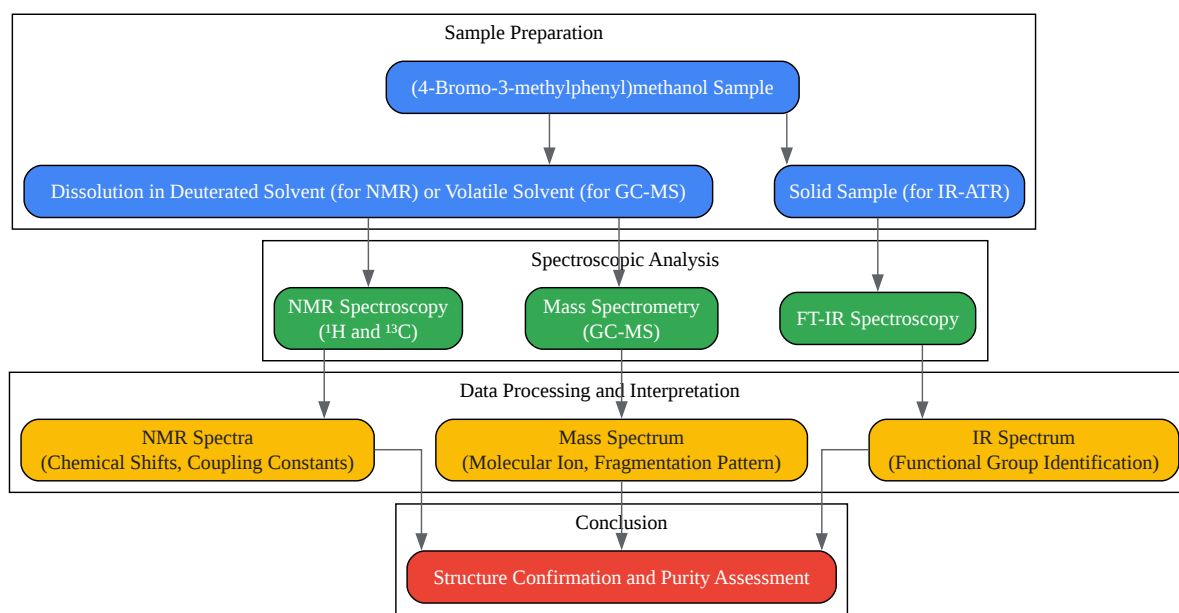 Sample Preparation
(4-Bromo-3-methylphenyl)methanol Sample
Dissolution in Deuterated Solvent (for NMR) or Volatile Solvent (for GC-MS)
Solid Sample (for IR-ATR)
Spectroscopic Analysis
NMR Spectroscopy
(¹H and ¹³C)
Mass Spectrometry
(GC-MS)
FT-IR Spectroscopy
Data Processing and Interpretation
NMR Spectra
(Chemical Shifts, Coupling Constants)
Mass Spectrum
(Molecular Ion, Fragmentation Pattern)
IR Spectrum
(Functional Group Identification)
Conclusion
Structure Confirmation and Purity Assessment